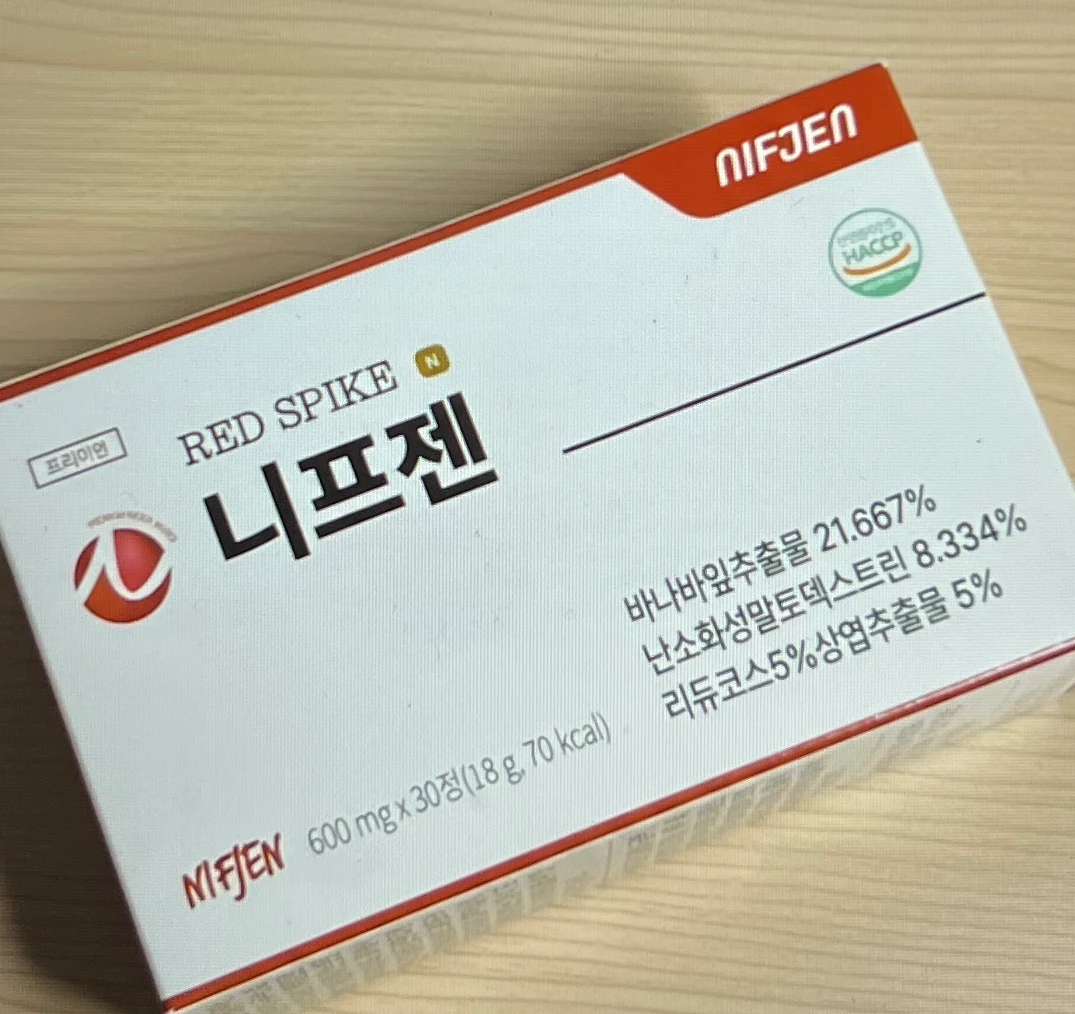 NIFJEN
HACCP
RED SPIKE N
프리미엄
니프젠
바나바잎추출물 21.667%
난소화성말토덱스트린 8.334%
리듀코스5%상엽추출물 5%
NIFJEN 600 mg x 30정(18 g, 70 kcal)